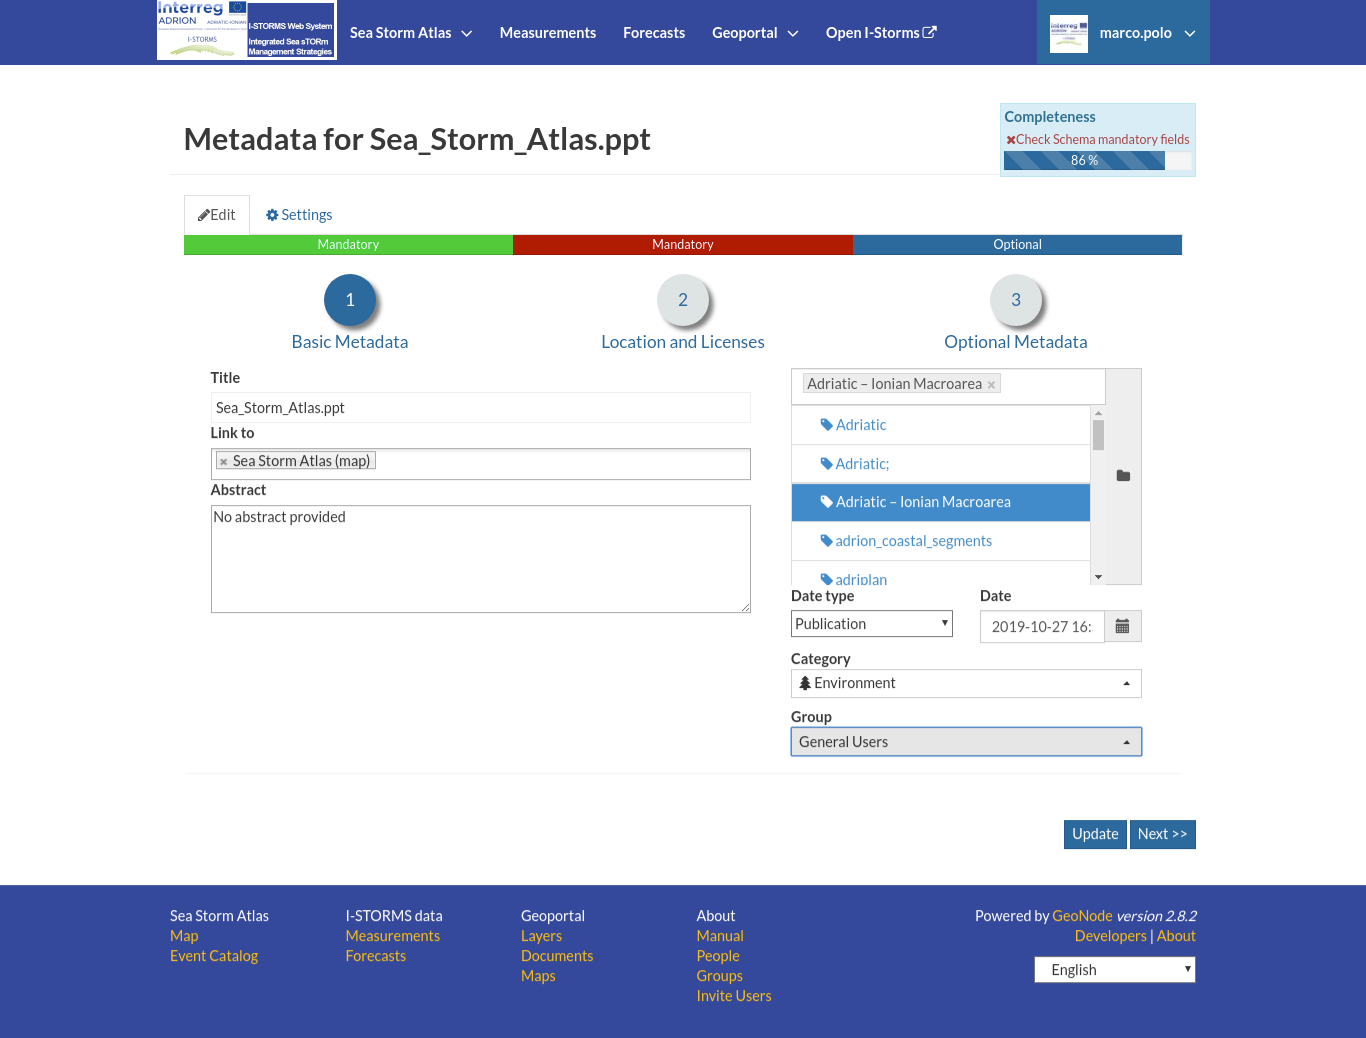 Interreg
ADRION ADRIATIC-IONIAN
I-STORMS
I-STORMS Web System
Integrated Sea sTORm
Management Strategies
Sea Storm Atlas
Measurements
Forecasts
Geoportal
Open I-Storms
marco.polo
Metadata for Sea_Storm_Atlas.ppt
Completeness
Check Schema mandatory fields
86 %
Edit
Settings
Mandatory
Mandatory
Optional
1
2
3
Basic Metadata
Location and Licenses
Optional Metadata
Title
Sea_Storm_Atlas.ppt
Link to
× Sea Storm Atlas (map)
Abstract
No abstract provided
Adriatic – Ionian Macroarea ×
Adriatic
Adriatic;
Adriatic – Ionian Macroarea
adrion_coastal_segments
adriplan
Date type
Date
Publication
2019-10-27 16:
Category
Environment
Group
General Users
Update
Next >>
Sea Storm Atlas
Map
Event Catalog
I-STORMS data
Measurements
Forecasts
Geoportal
Layers
Documents
Maps
About
Manual
People
Groups
Invite Users
Powered by GeoNode version 2.8.2
Developers | About
English